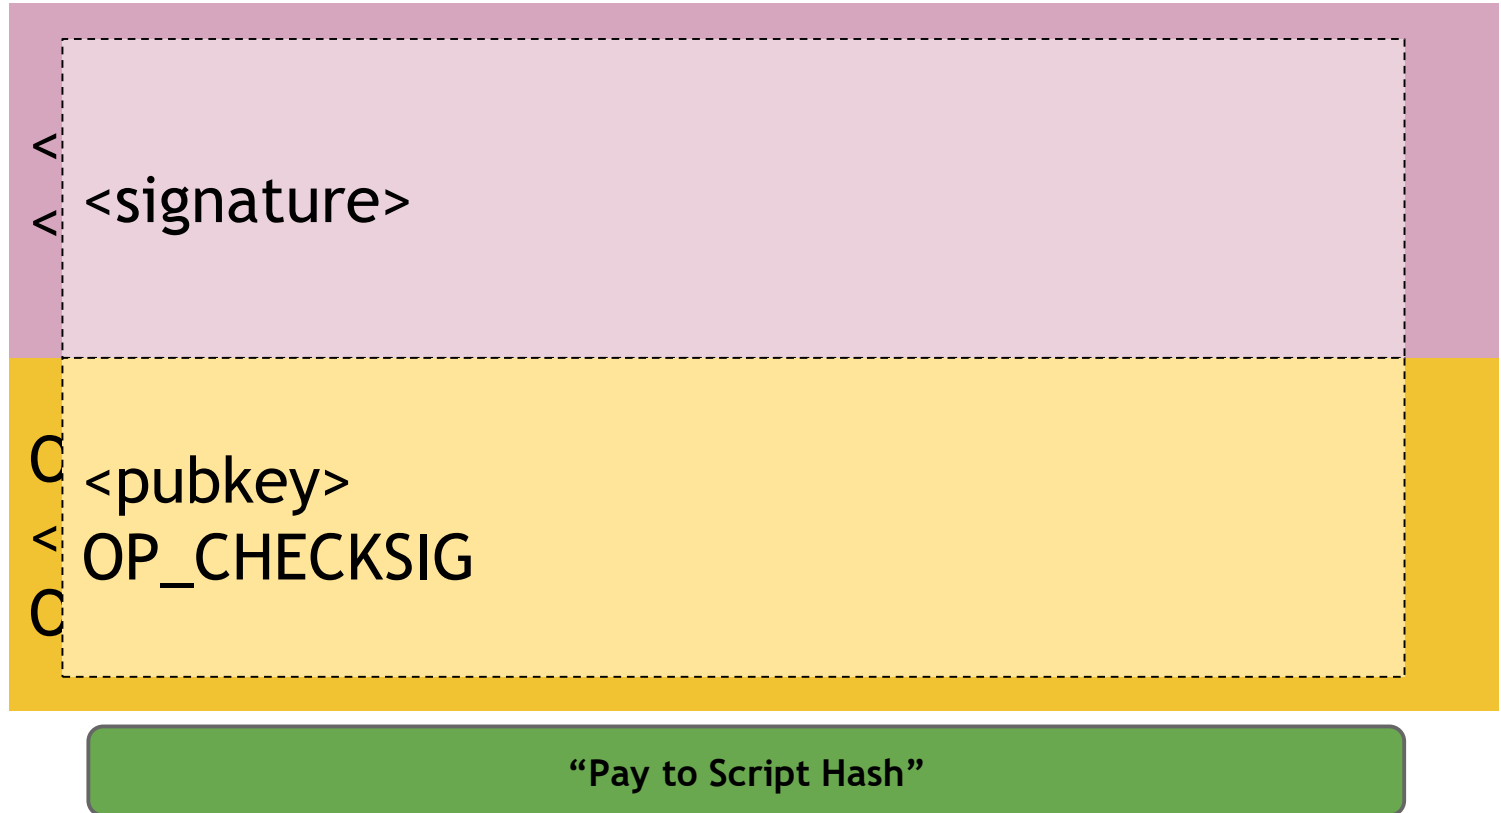 <
<
<signature>
O
<pubkey>
<
OP_CHECKSIG
O
“Pay to Script Hash”